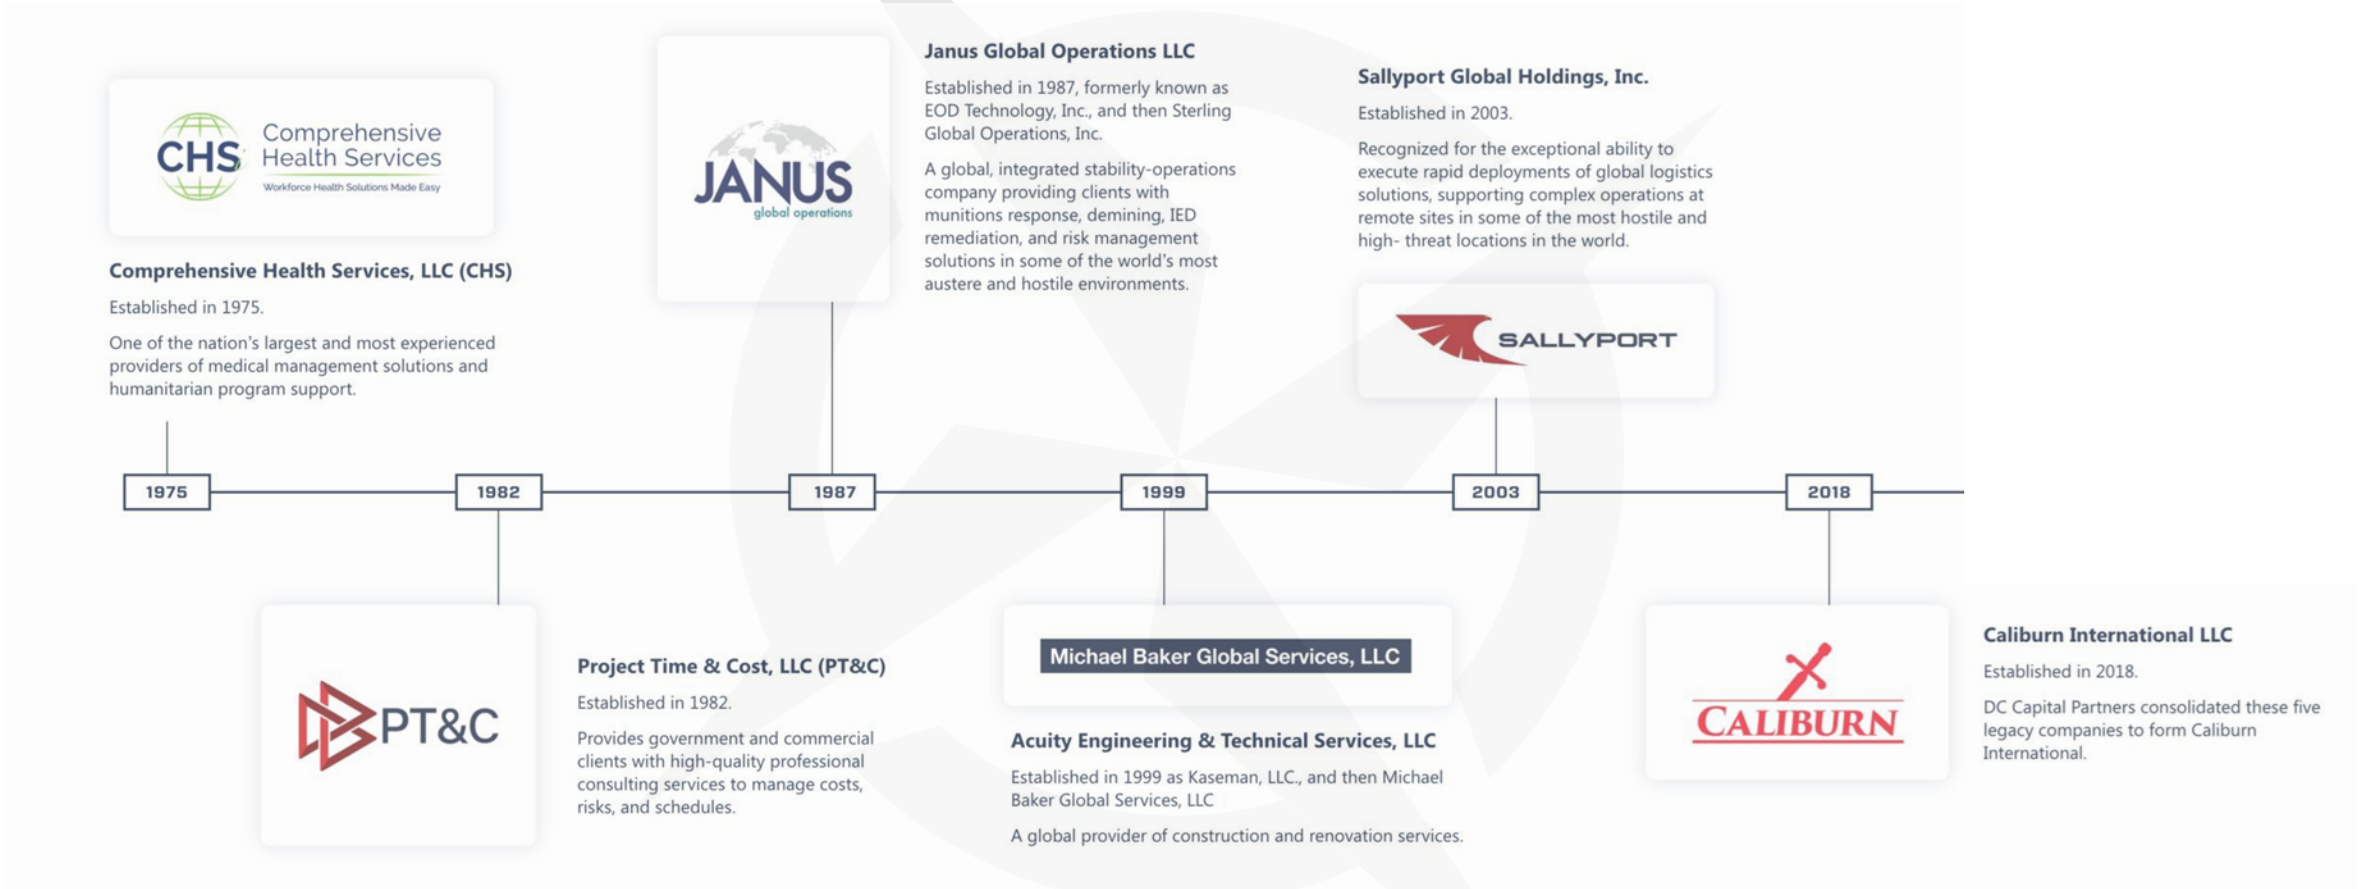 CHS
Comprehensive
Health Services
Workforce Health Solutions Made Easy
Comprehensive Health Services, LLC (CHS)
Established in 1975.
One of the nation's largest and most experienced
providers of medical management solutions and
humanitarian program support.
JANUS
global operations
Janus Global Operations LLC
Established in 1987, formerly known as
EOD Technology, Inc., and then Sterling
Global Operations, Inc.
A global, integrated stability-operations
company providing clients with
munitions response, demining, IED
remediation, and risk management
solutions in some of the world's most
austere and hostile environments.
Sallyport Global Holdings, Inc.
Established in 2003.
Recognized for the exceptional ability to
execute rapid deployments of global logistics
solutions, supporting complex operations at
remote sites in some of the most hostile and
high- threat locations in the world.
SALLYPORT
1975
1982
1987
1999
2003
2018
PT&C
Project Time & Cost, LLC (PT&C)
Established in 1982.
Provides government and commercial
clients with high-quality professional
consulting services to manage costs,
risks, and schedules.
Michael Baker Global Services, LLC
Acuity Engineering & Technical Services, LLC
Established in 1999 as Kaseman, LLC., and then Michael
Baker Global Services, LLC
A global provider of construction and renovation services.
CALIBURN
Caliburn International LLC
Established in 2018.
DC Capital Partners consolidated these five
legacy companies to form Caliburn
International.